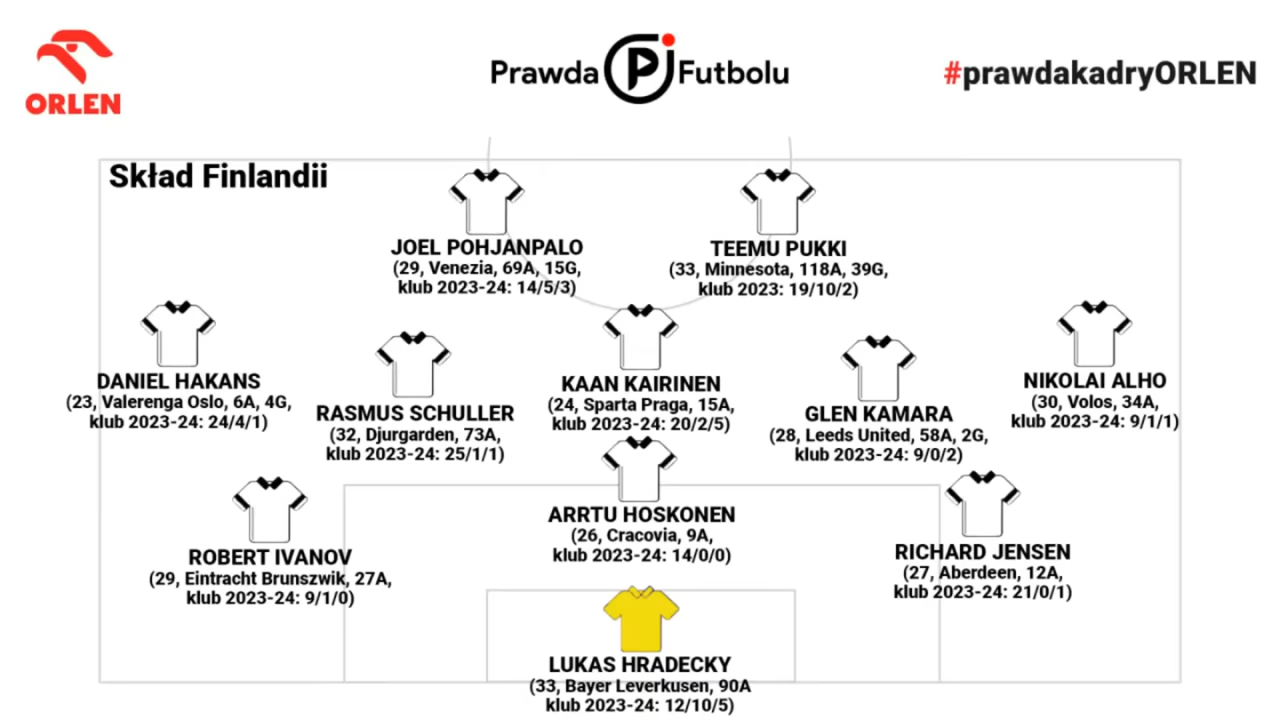 ORLEN
Prawda Pi Futbolu
#prawdakadryORLEN
Skład Finlandii
JOEL POHJANPALO
(29, Venezia, 69A, 15G,
klub 2023-24: 14/5/3)
TEEMU PUKKI
(33, Minnesota, 118A, 39G,
klub 2023: 19/10/2)
DANIEL HAKANS
(23, Valerenga Oslo, 6A, 4G,
klub 2023-24: 24/4/1)
RASMUS SCHULLER
(32, Djurgarden, 73A,
klub 2023-24: 25/1/1)
KAAN KAIRINEN
(24, Sparta Praga, 15A,
klub 2023-24: 20/2/5)
GLEN KAMARA
(28, Leeds United, 58A, 2G,
klub 2023-24: 9/0/2)
NIKOLAI ALHO
(30, Volos, 34A,
klub 2023-24: 9/1/1)
ROBERT IVANOV
(29, Eintracht Brunszwik, 27A,
klub 2023-24: 9/1/0)
ARRTU HOSKONEN
(26, Cracovia, 9A,
klub 2023-24: 14/0/0)
RICHARD JENSEN
(27, Aberdeen, 12A,
klub 2023-24: 21/0/1)
LUKAS HRADECKY
(33, Bayer Leverkusen, 90A
klub 2023-24: 12/10/5)